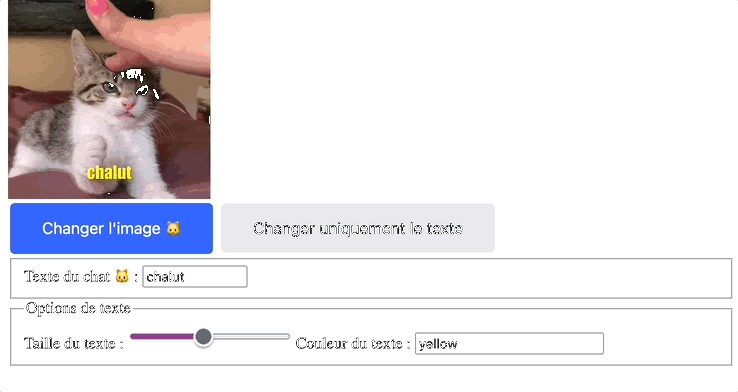 chalut
Changer l'image 🐱
Changer uniquement le texte
Texte du chat 🐱 : chalut
Options de texte
Taille du texte : Couleur du texte : yellow